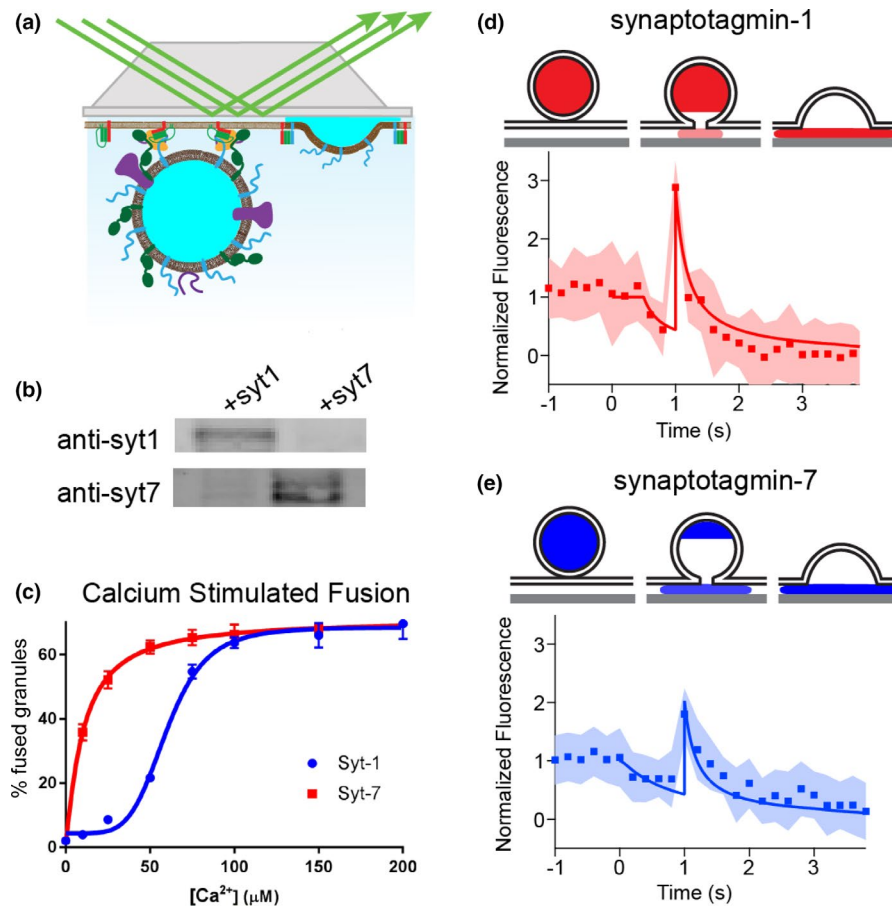 (a)
(b)
+syt1 +syt7
anti-syt1
anti-syt7
(c) Calcium Stimulated Fusion
% fused granules
60
40
20
0
0 50 100 150 200
[Ca²⁺] (μM)
Syt-1
Syt-7
(d) synaptotagmin-1
Normalized Fluorescence
3
2
1
0
-1 0 1 2 3
Time (s)
(e) synaptotagmin-7
Normalized Fluorescence
3
2
1
0
-1 0 1 2 3
Time (s)